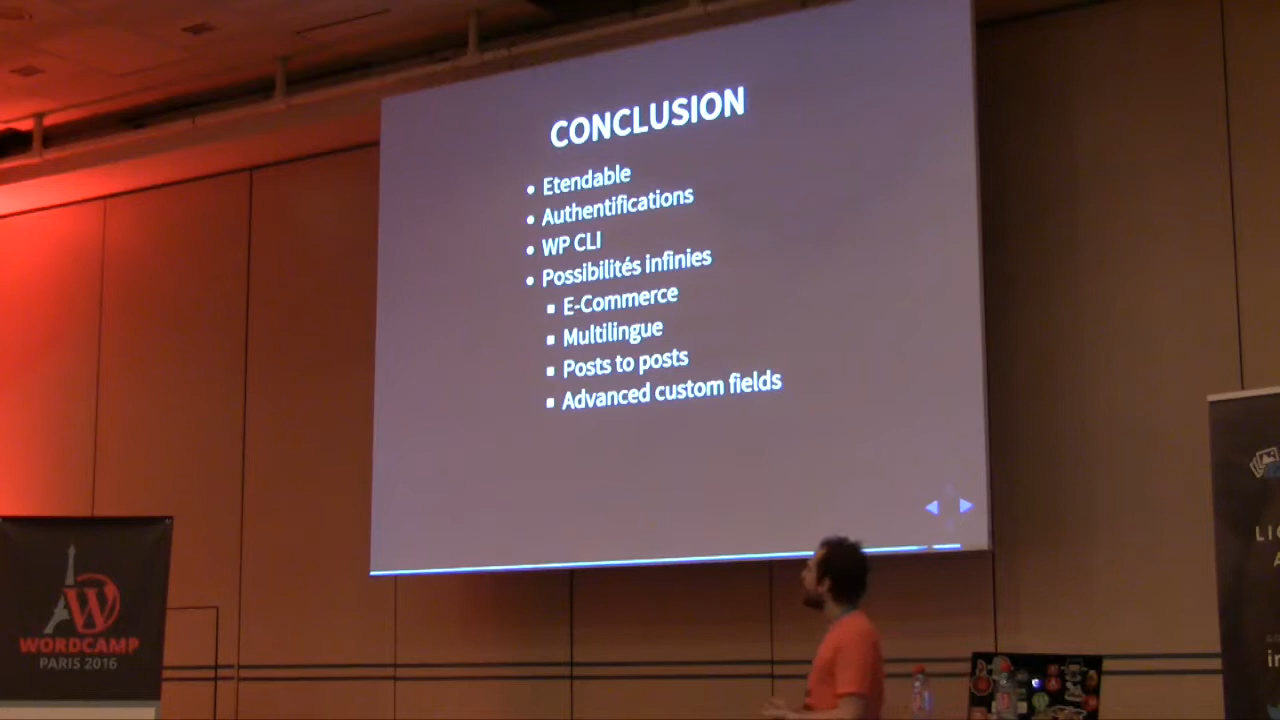 CONCLUSION
• Etendable
• Authentifications
• WP CLI
• Possibilités infinies
▪ E-Commerce
▪ Multilingue
▪ Posts to posts
▪ Advanced custom fields
W
WORDCAMP
PARIS 2016